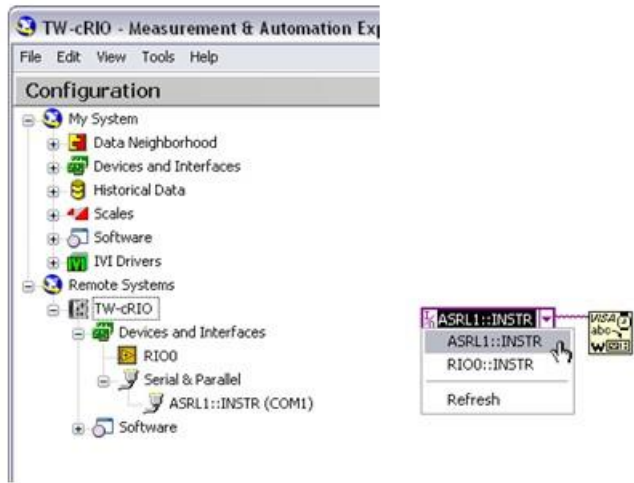 TW-cRIO - Measurement & Automation Exp
File Edit View Tools Help
Configuration
My System
Data Neighborhood
Devices and Interfaces
Historical Data
Scales
Software
IVI Drivers
Remote Systems
TW-cRIO
Devices and Interfaces
RIO0
Serial & Parallel
ASRL1::INSTR (COM1)
Software
ASRL1::INSTR
ASRL1::INSTR
RIO0::INSTR
Refresh
VISA
abc
W